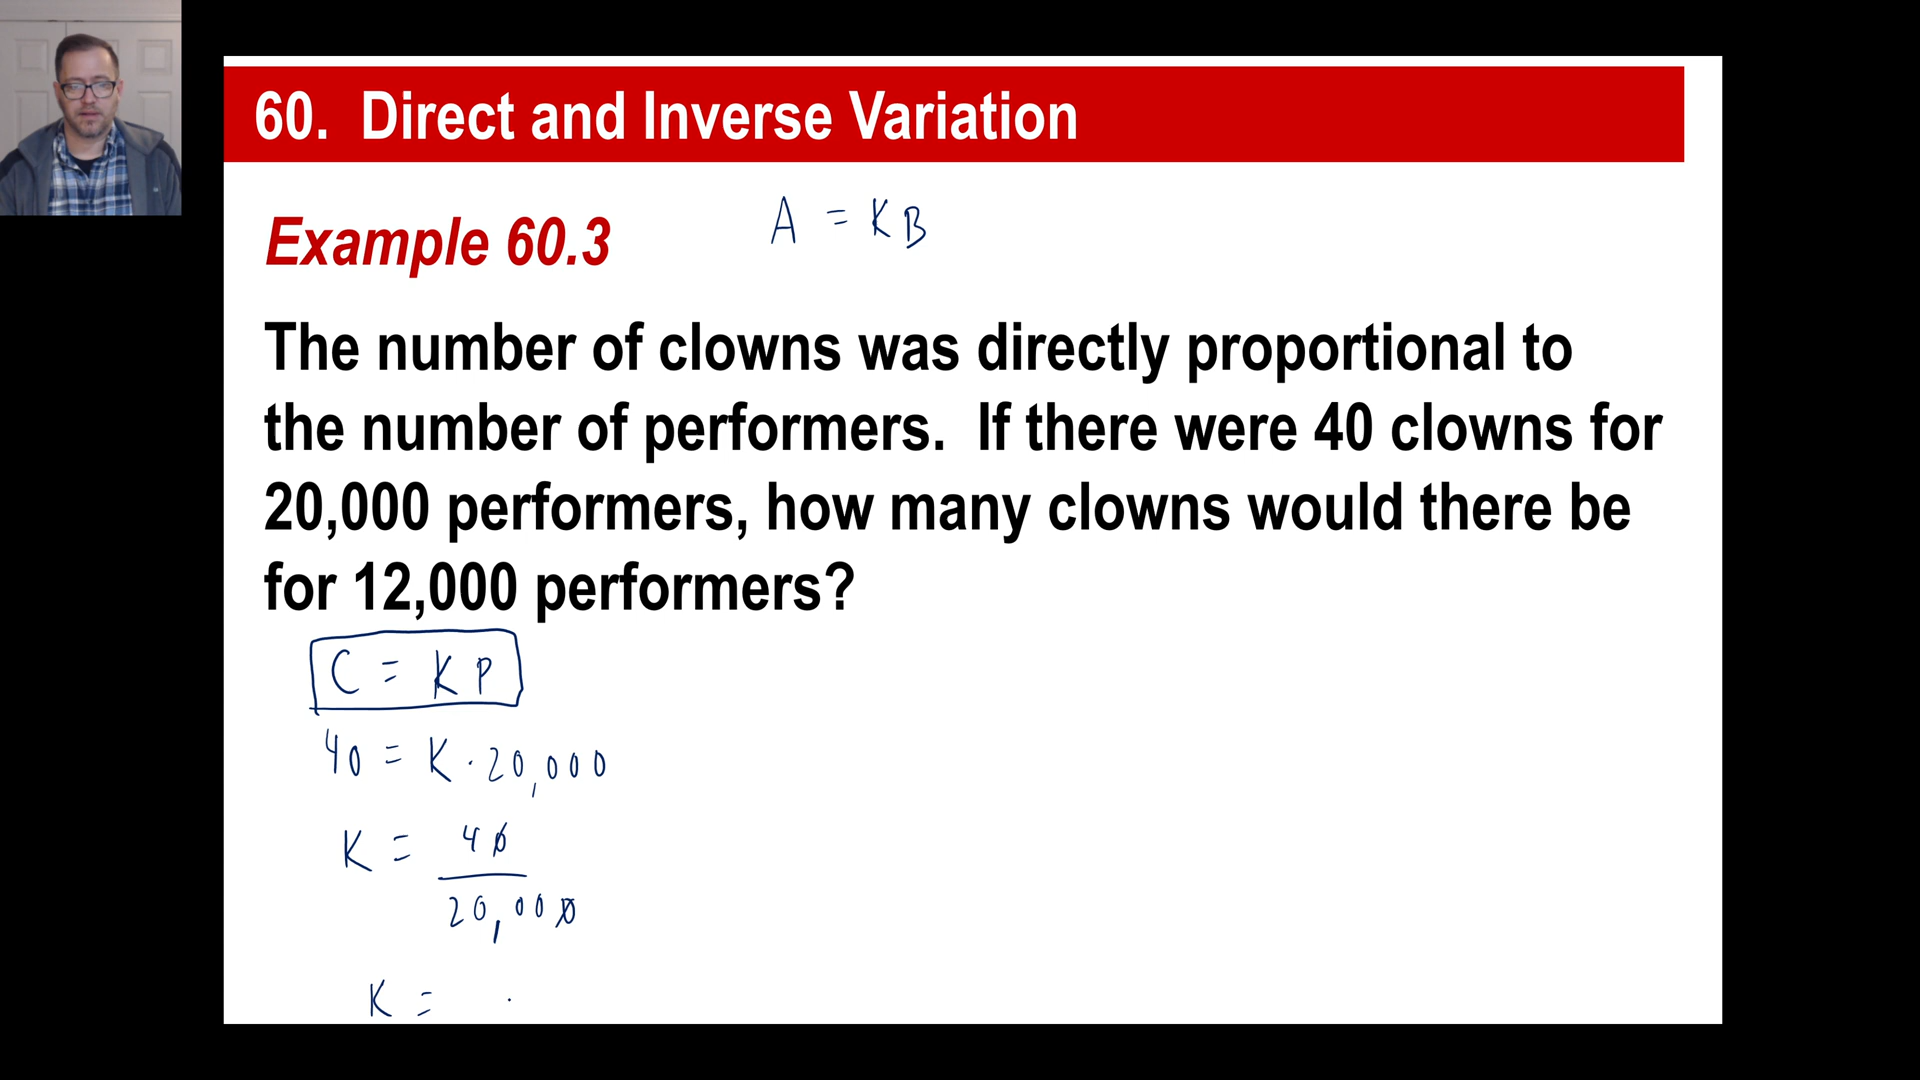 60. Direct and Inverse Variation
Example 60.3
A = KB
The number of clowns was directly proportional to
the number of performers. If there were 40 clowns for
20,000 performers, how many clowns would there be
for 12,000 performers?
C = KP
40 = K · 20,000
K = 40
20,000
K = .